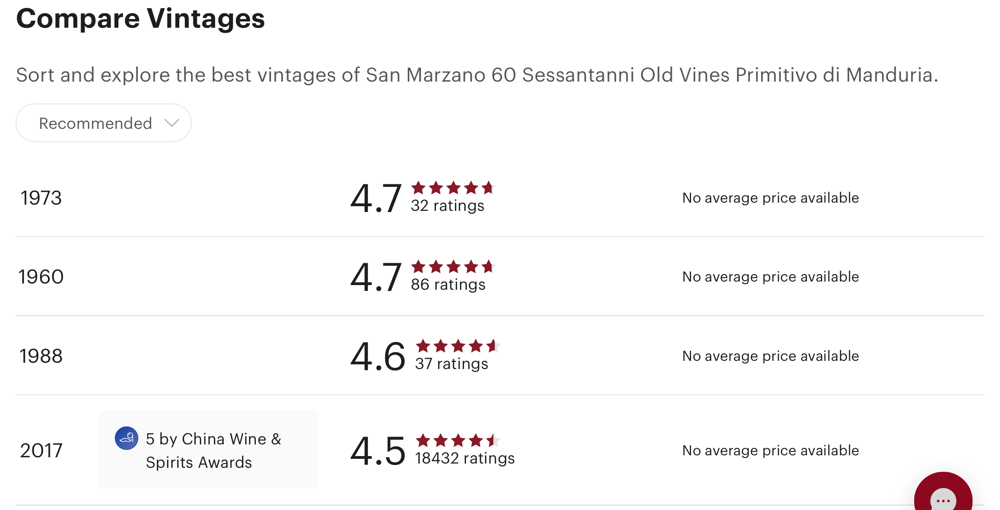 Compare Vintages
Sort and explore the best vintages of San Marzano 60 Sessantanni Old Vines Primitivo di Manduria.
Recommended
1973
4.7
32 ratings
No average price available
1960
4.7
86 ratings
No average price available
1988
4.6
37 ratings
No average price available
2017
5 by China Wine &
Spirits Awards
4.5
18432 ratings
No average price available